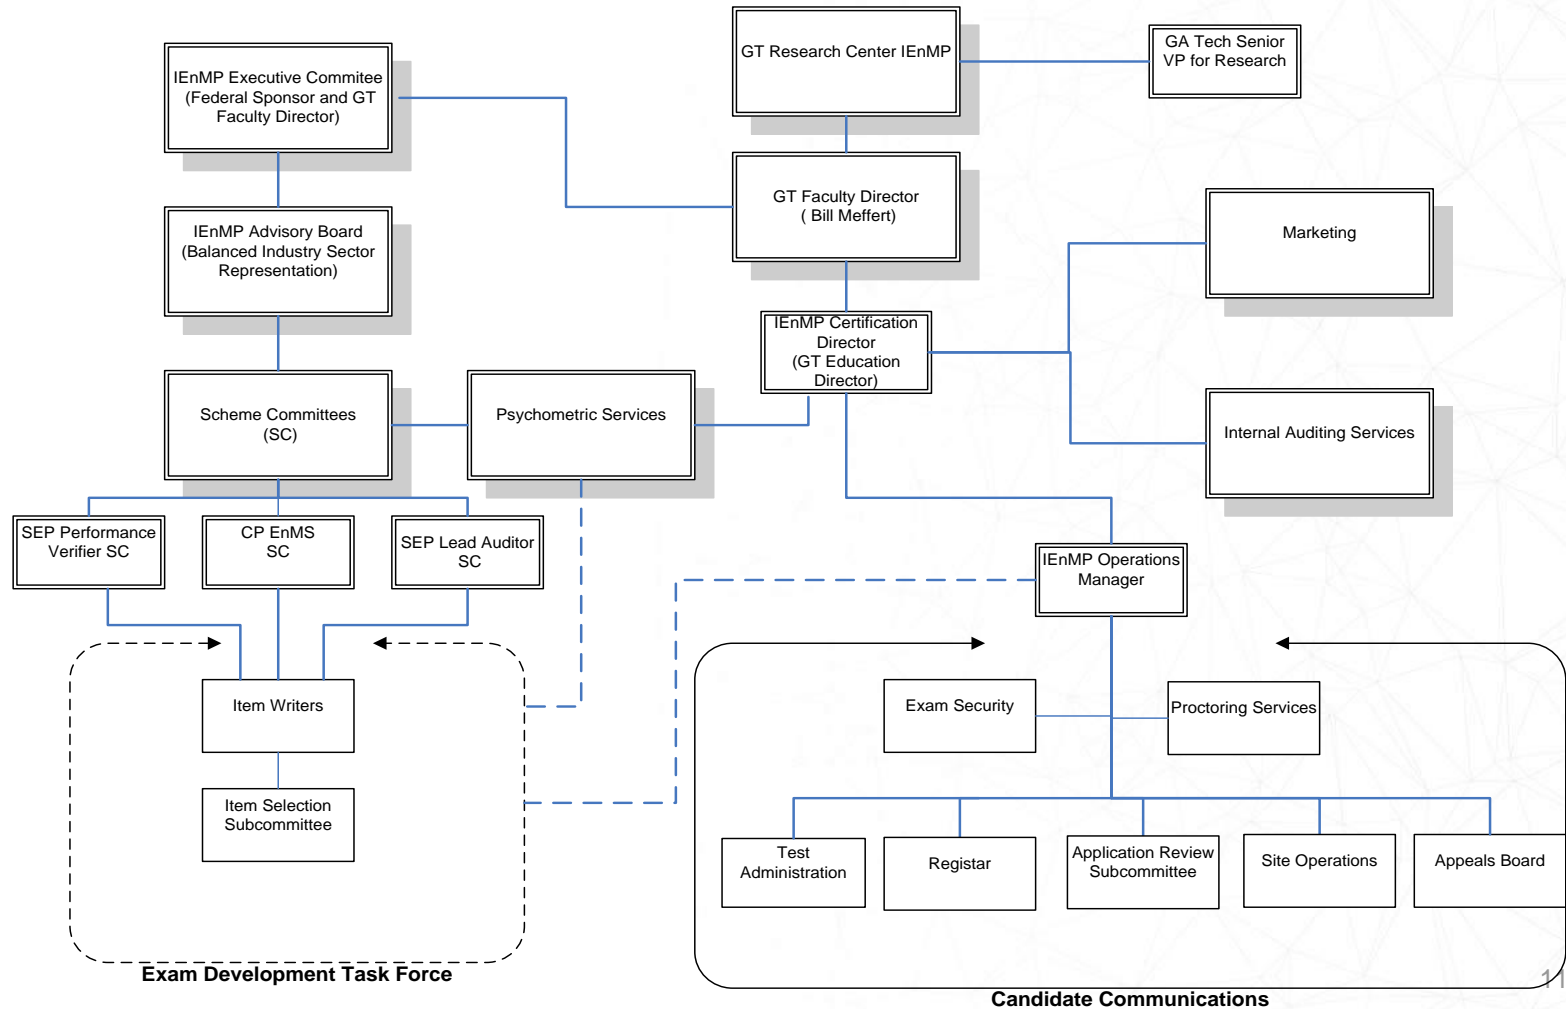 GT Research Center IEnMP
GA Tech Senior
VP for Research
IEnMP Executive Commitee
(Federal Sponsor and GT
Faculty Director)
GT Faculty Director
( Bill Meffert)
IEnMP Advisory Board
(Balanced Industry Sector
Representation)
Marketing
IEnMP Certification
Director
(GT Education
Director)
Scheme Committees
(SC)
Psychometric Services
Internal Auditing Services
SEP Performance
Verifier SC
CP EnMS
SC
SEP Lead Auditor
SC
IEnMP Operations
Manager
Item Writers
Exam Security
Proctoring Services
Item Selection
Subcommittee
Test
Administration
Registar
Application Review
Subcommittee
Site Operations
Appeals Board
Exam Development Task Force
Candidate Communications
11